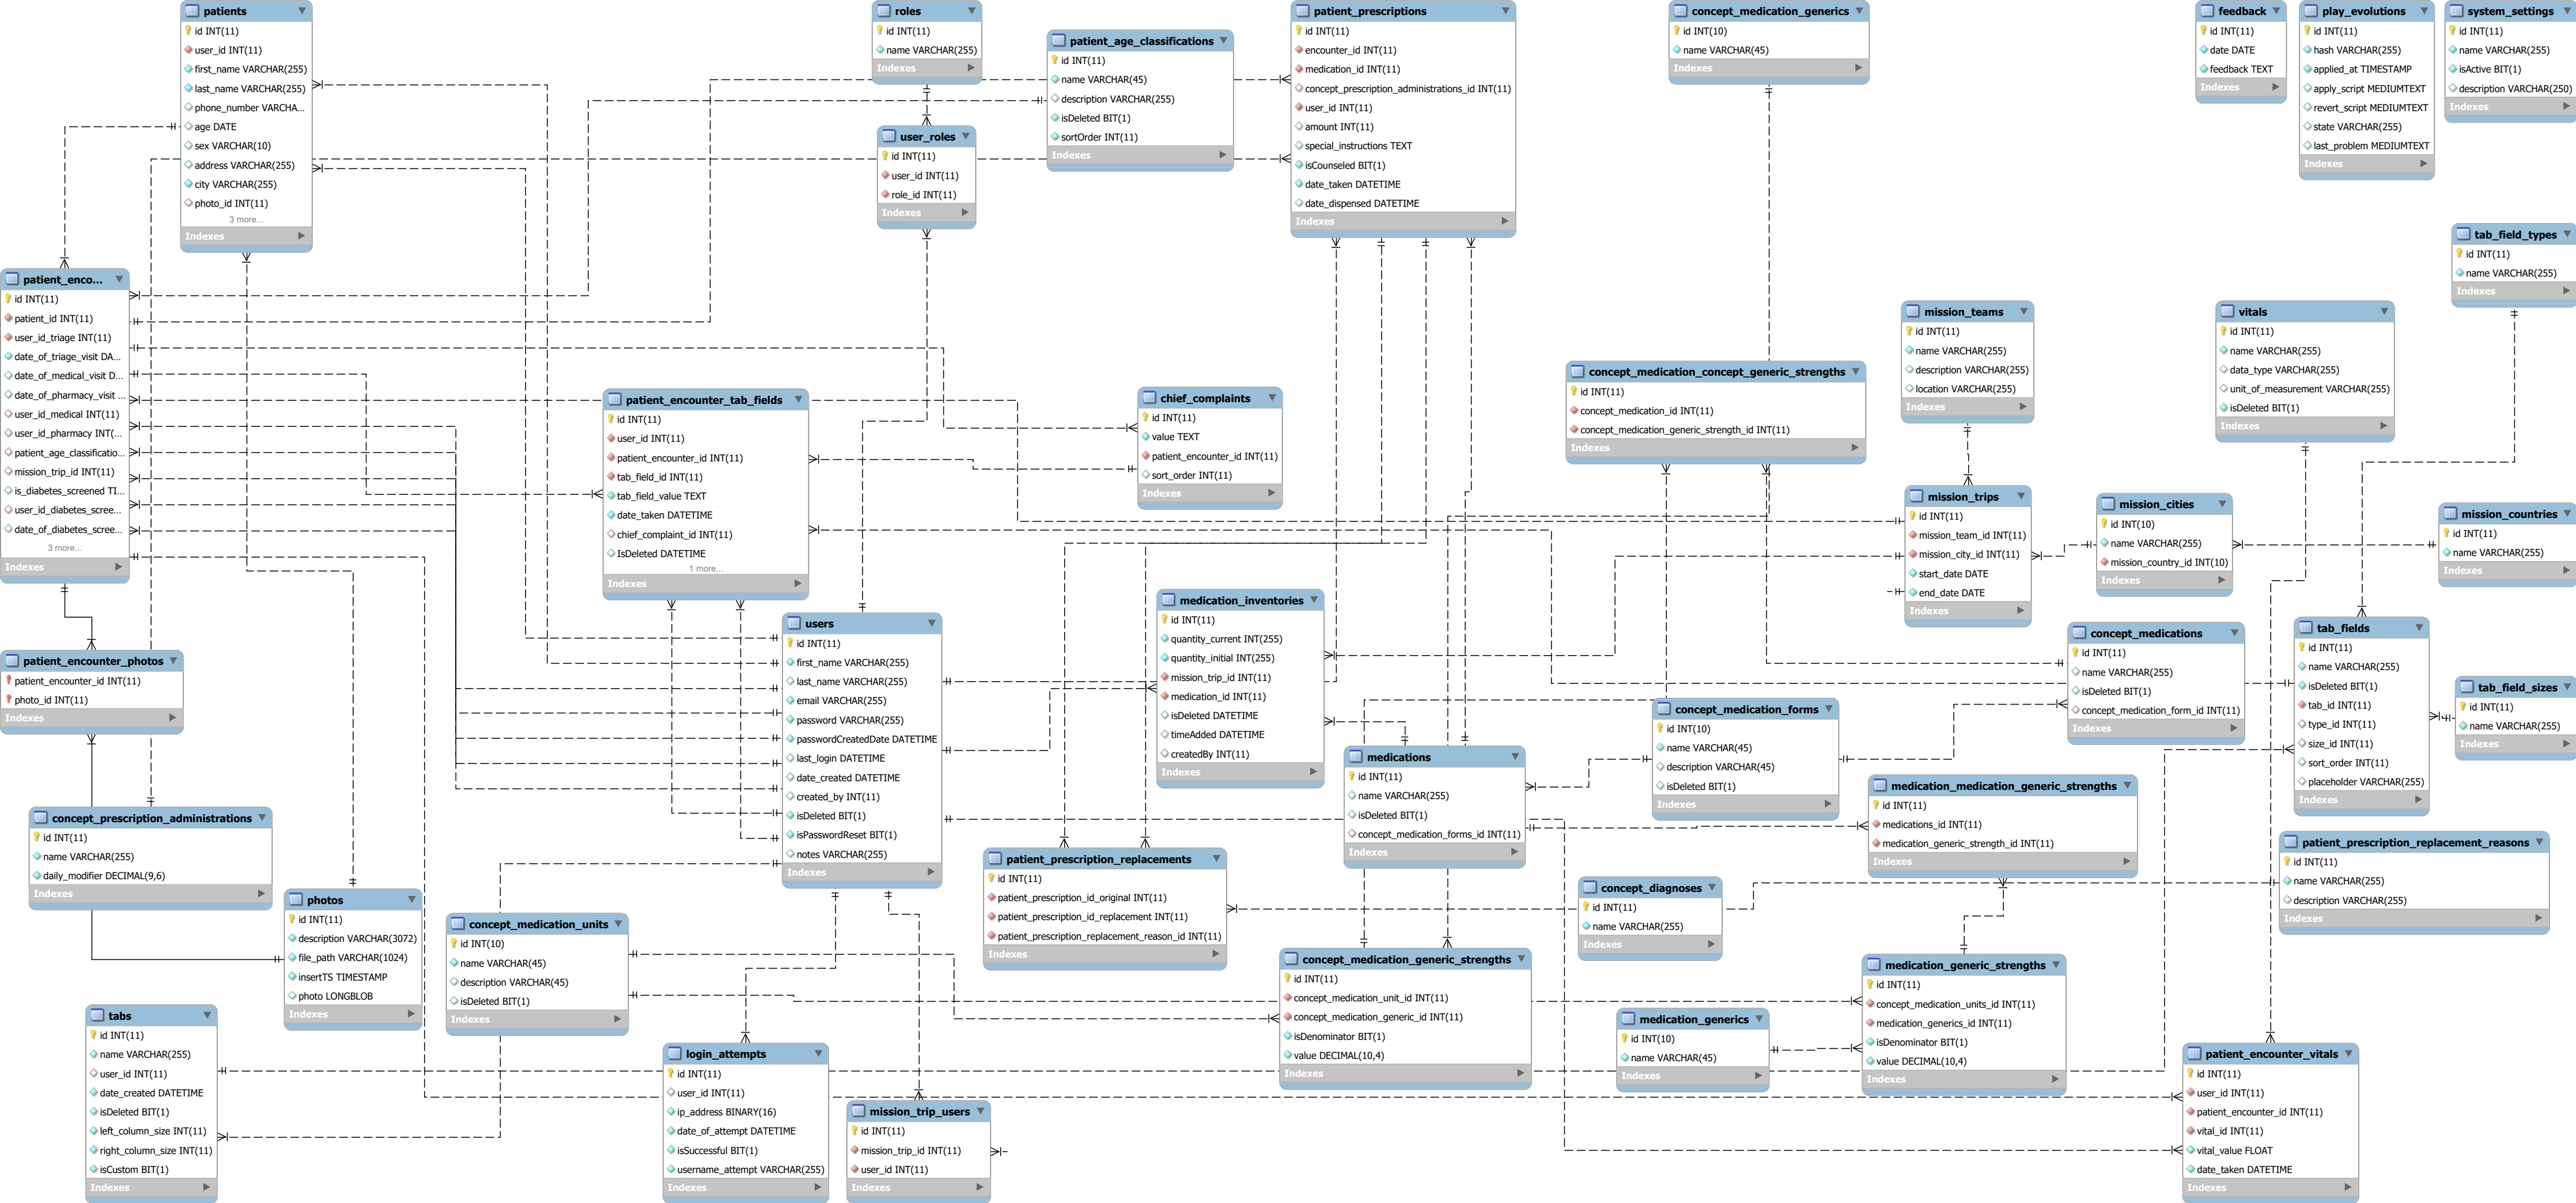 patients
id INT(11)
user_id INT(11)
first_name VARCHAR(255)
last_name VARCHAR(255)
phone_number VARCHA...
age DATE
sex VARCHAR(10)
address VARCHAR(255)
city VARCHAR(255)
photo_id INT(11)
3 more...
Indexes
roles
id INT(11)
name VARCHAR(255)
Indexes
user_roles
id INT(11)
user_id INT(11)
role_id INT(11)
Indexes
patient_age_classifications
id INT(11)
name VARCHAR(45)
description VARCHAR(255)
isDeleted BIT(1)
sortOrder INT(11)
Indexes
patient_prescriptions
id INT(11)
encounter_id INT(11)
medication_id INT(11)
concept_prescription_administrations_id INT(11)
user_id INT(11)
amount INT(11)
special_instructions TEXT
isCounseled BIT(1)
date_taken DATETIME
date_dispensed DATETIME
Indexes
concept_medication_generics
id INT(10)
name VARCHAR(45)
Indexes
feedback
id INT(11)
date DATE
feedback TEXT
Indexes
play_evolutions
id INT(11)
hash VARCHAR(255)
applied_at TIMESTAMP
apply_script MEDIUMTEXT
revert_script MEDIUMTEXT
state VARCHAR(255)
last_problem MEDIUMTEXT
Indexes
system_settings
id INT(11)
name VARCHAR(255)
isActive BIT(1)
description VARCHAR(250)
Indexes
tab_field_types
id INT(11)
name VARCHAR(255)
Indexes
patient_enco...
id INT(11)
patient_id INT(11)
user_id_triage INT(11)
date_of_triage_visit DA...
date_of_medical_visit D...
date_of_pharmacy_visit ...
user_id_medical INT(11)
user_id_pharmacy INT(...
patient_age_classificatio...
mission_trip_id INT(11)
is_diabetes_screened TI...
user_id_diabetes_scree...
date_of_diabetes_scree...
3 more...
Indexes
mission_teams
id INT(11)
name VARCHAR(255)
description VARCHAR(255)
location VARCHAR(255)
Indexes
vitals
id INT(11)
name VARCHAR(255)
data_type VARCHAR(255)
unit_of_measurement VARCHAR(255)
isDeleted BIT(1)
Indexes
concept_medication_concept_generic_strengths
id INT(11)
concept_medication_id INT(11)
concept_medication_generic_strength_id INT(11)
Indexes
patient_encounter_tab_fields
id INT(11)
user_id INT(11)
patient_encounter_id INT(11)
tab_field_id INT(11)
tab_field_value TEXT
date_taken DATETIME
chief_complaint_id INT(11)
IsDeleted DATETIME
1 more...
Indexes
chief_complaints
id INT(11)
value TEXT
patient_encounter_id INT(11)
sort_order INT(11)
Indexes
mission_trips
id INT(11)
mission_team_id INT(11)
mission_city_id INT(11)
start_date DATE
end_date DATE
Indexes
mission_cities
id INT(10)
name VARCHAR(255)
mission_country_id INT(10)
Indexes
mission_countries
id INT(11)
name VARCHAR(255)
Indexes
patient_encounter_photos
patient_encounter_id INT(11)
photo_id INT(11)
Indexes
users
id INT(11)
first_name VARCHAR(255)
last_name VARCHAR(255)
email VARCHAR(255)
password VARCHAR(255)
passwordCreatedDate DATETIME
last_login DATETIME
date_created DATETIME
created_by INT(11)
isDeleted BIT(1)
isPasswordReset BIT(1)
notes VARCHAR(255)
Indexes
medication_inventories
id INT(11)
quantity_current INT(255)
quantity_initial INT(255)
mission_trip_id INT(11)
medication_id INT(11)
isDeleted DATETIME
timeAdded DATETIME
createdBy INT(11)
Indexes
concept_medications
id INT(11)
name VARCHAR(255)
isDeleted BIT(1)
concept_medication_form_id INT(11)
Indexes
tab_fields
id INT(11)
name VARCHAR(255)
isDeleted BIT(1)
tab_id INT(11)
type_id INT(11)
size_id INT(11)
sort_order INT(11)
placeholder VARCHAR(255)
Indexes
tab_field_sizes
id INT(11)
name VARCHAR(255)
Indexes
concept_medication_forms
id INT(10)
name VARCHAR(45)
description VARCHAR(45)
isDeleted BIT(1)
Indexes
medications
id INT(11)
name VARCHAR(255)
isDeleted BIT(1)
concept_medication_forms_id INT(11)
Indexes
medication_medication_generic_strengths
id INT(11)
medications_id INT(11)
medication_generic_strength_id INT(11)
Indexes
concept_prescription_administrations
id INT(11)
name VARCHAR(255)
daily_modifier DECIMAL(9,6)
Indexes
patient_prescription_replacements
id INT(11)
patient_prescription_id_original INT(11)
patient_prescription_id_replacement INT(11)
patient_prescription_replacement_reason_id INT(11)
Indexes
patient_prescription_replacement_reasons
id INT(11)
name VARCHAR(255)
description VARCHAR(255)
Indexes
concept_diagnoses
id INT(11)
name VARCHAR(255)
Indexes
photos
id INT(11)
description VARCHAR(3072)
file_path VARCHAR(1024)
insertTS TIMESTAMP
photo LONGBLOB
Indexes
concept_medication_units
id INT(10)
name VARCHAR(45)
description VARCHAR(45)
isDeleted BIT(1)
Indexes
concept_medication_generic_strengths
id INT(11)
concept_medication_unit_id INT(11)
concept_medication_generic_id INT(11)
isDenominator BIT(1)
value DECIMAL(10,4)
Indexes
medication_generic_strengths
id INT(11)
concept_medication_units_id INT(11)
medication_generics_id INT(11)
isDenominator BIT(1)
value DECIMAL(10,4)
Indexes
medication_generics
id INT(10)
name VARCHAR(45)
Indexes
tabs
id INT(11)
name VARCHAR(255)
user_id INT(11)
date_created DATETIME
isDeleted BIT(1)
left_column_size INT(11)
right_column_size INT(11)
isCustom BIT(1)
Indexes
login_attempts
id INT(11)
user_id INT(11)
ip_address BINARY(16)
date_of_attempt DATETIME
isSuccessful BIT(1)
username_attempt VARCHAR(255)
Indexes
mission_trip_users
id INT(11)
mission_trip_id INT(11)
user_id INT(11)
Indexes
patient_encounter_vitals
id INT(11)
user_id INT(11)
patient_encounter_id INT(11)
vital_id INT(11)
vital_value FLOAT
date_taken DATETIME
Indexes